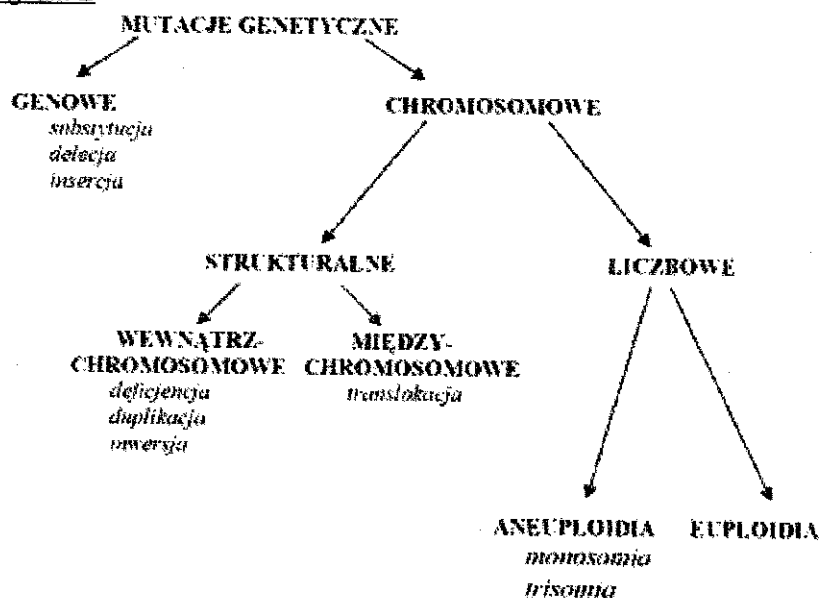 MUTACJE GENETYCZNE
GENOWE
substytucja
delecja
insercja
CHROMOSOMOWE
STRUKTURALNE
LICZBOWE
WEWNĄTRZ-
CHROMOSOMOWE
deficjencja
duplikacja
inwersja
MIĘDZY-
CHROMOSOMOWE
translokacja
ANEUPLOIDIA
monosomia
trisomia
EUPLOIDIA